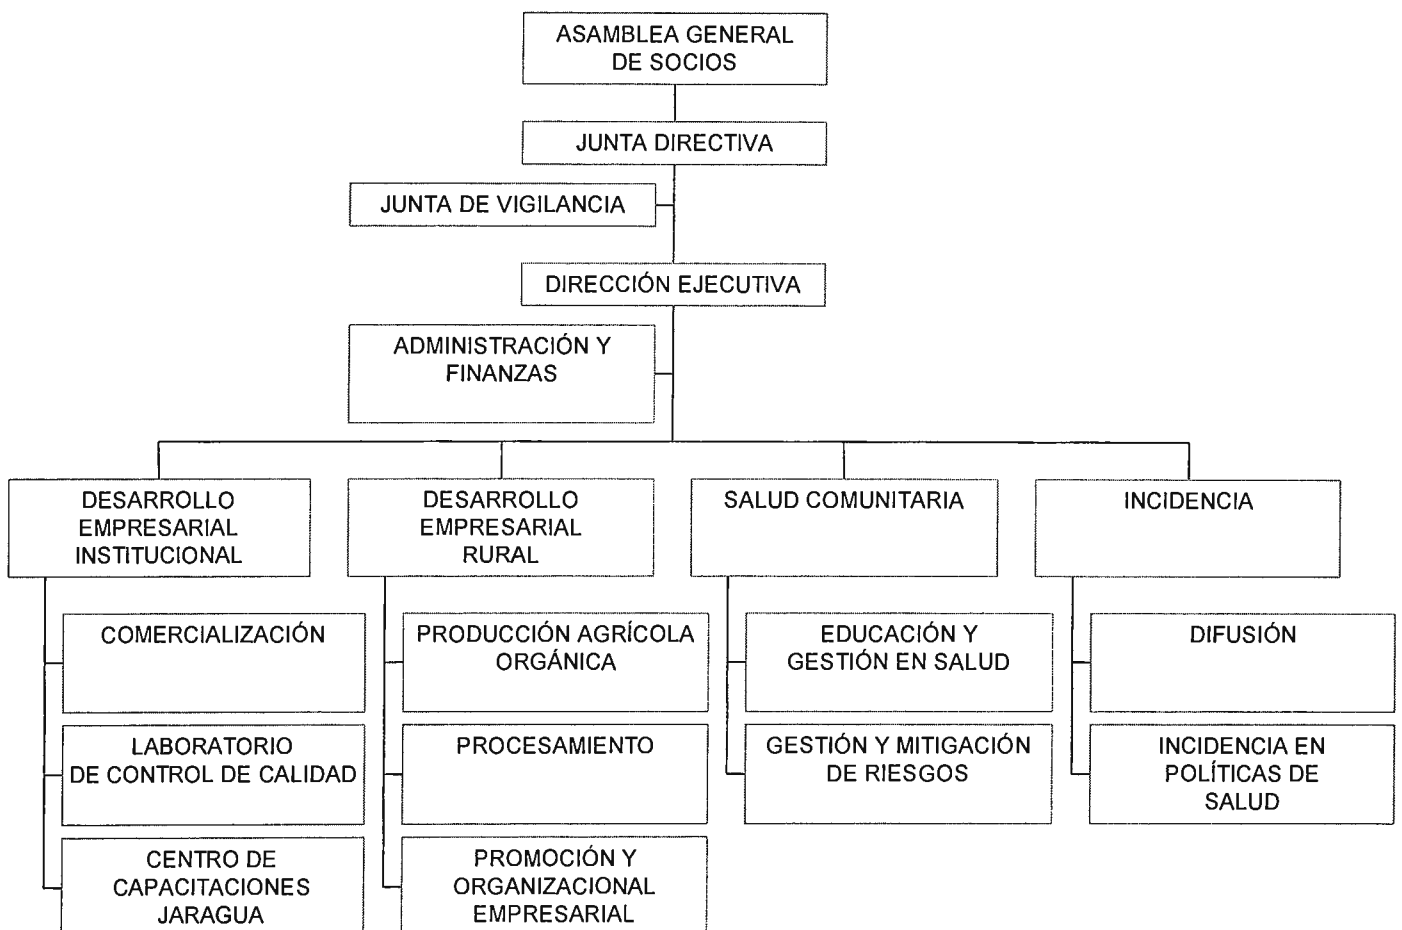 ASAMBLEA GENERAL
DE SOCIOS
JUNTA DIRECTIVA
JUNTA DE VIGILANCIA
DIRECCIÓN EJECUTIVA
ADMINISTRACIÓN Y
FINANZAS
DESARROLLO
EMPRESARIAL
INSTITUCIONAL
DESARROLLO
EMPRESARIAL
RURAL
SALUD COMUNITARIA
INCIDENCIA
COMERCIALIZACIÓN
LABORATORIO
DE CONTROL DE CALIDAD
CENTRO DE
CAPACITACIONES
JARAGUA
PRODUCCIÓN AGRÍCOLA
ORGÁNICA
PROCESAMIENTO
PROMOCIÓN Y
ORGANIZACIONAL
EMPRESARIAL
EDUCACIÓN Y
GESTIÓN EN SALUD
GESTIÓN Y MITIGACIÓN
DE RIESGOS
DIFUSIÓN
INCIDENCIA EN
POLÍTICAS DE
SALUD